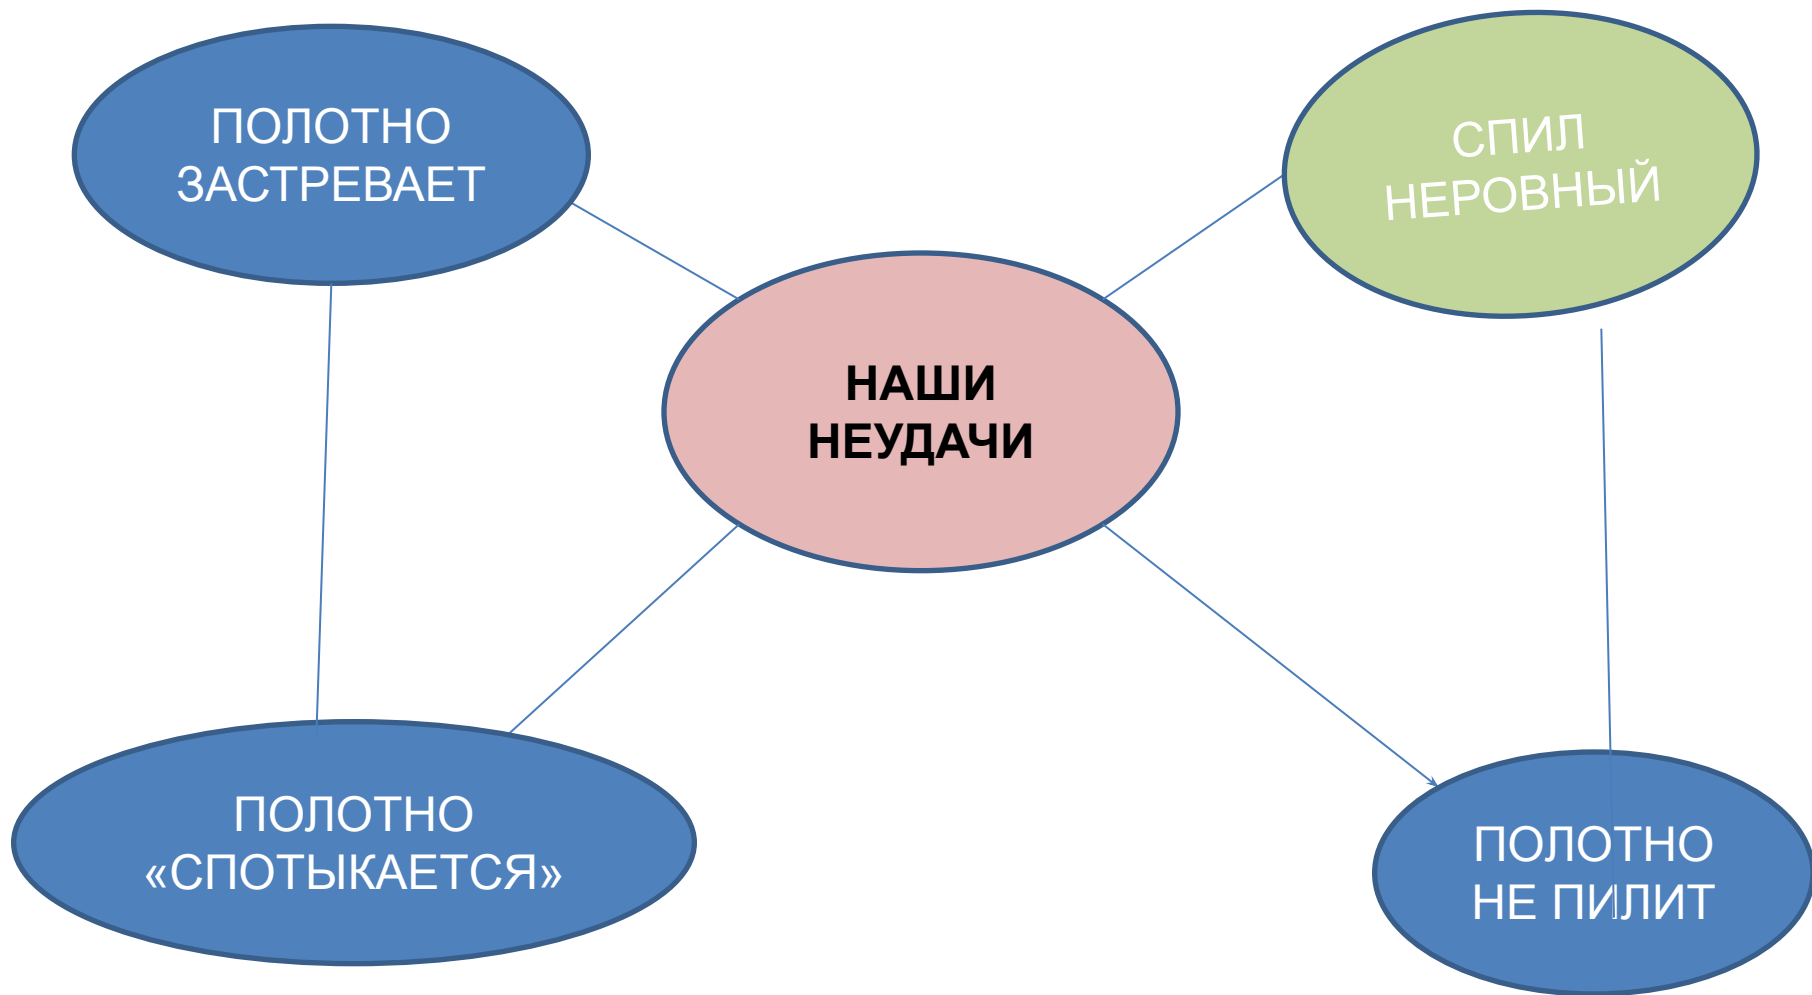 ПОЛОТНО
ЗАСТРЕВАЕТ
СПИЛ
НЕРОВНЫЙ
НАШИ
НЕУДАЧИ
ПОЛОТНО
«СПОТЫКАЕТСЯ»
ПОЛОТНО
НЕ ПИЛИТ